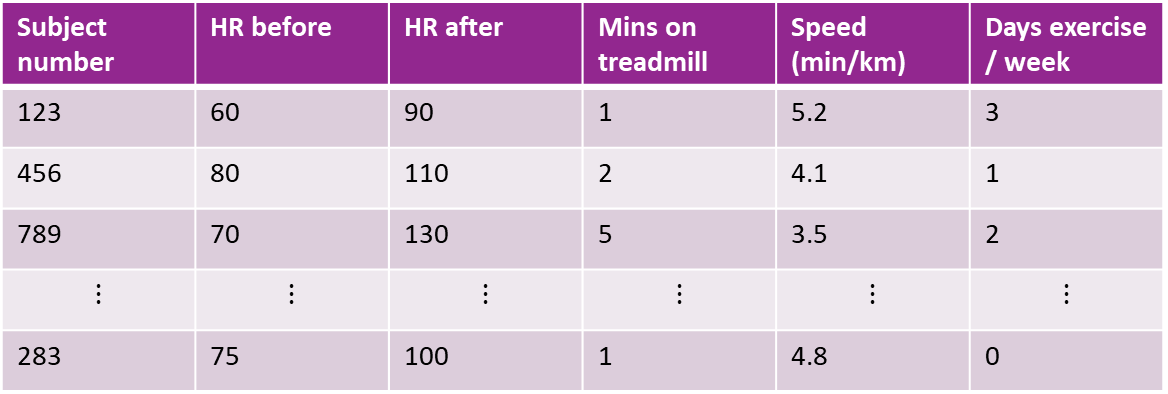 Subject number HR before HR after Mins on treadmill Speed (min/km) Days exercise / week
123 60 90 1 5.2 3
456 80 110 2 4.1 1
789 70 130 5 3.5 2
⋮ ⋮ ⋮ ⋮ ⋮ ⋮
283 75 100 1 4.8 0